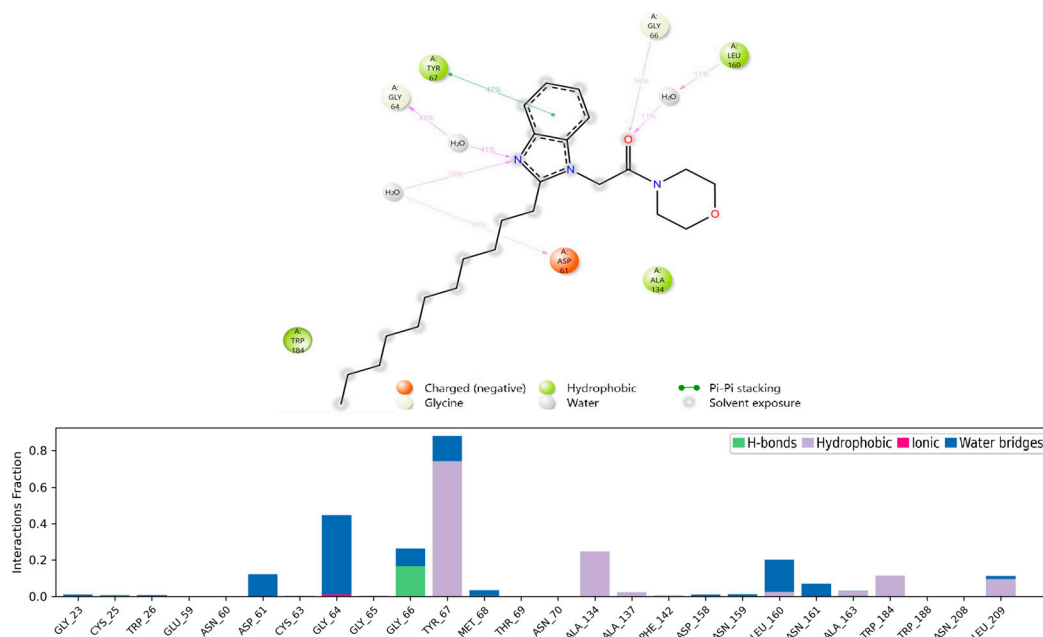 A:
GLY
66
A:
LEU
160
A:
TYR
67
16%
11%
47%
A:
GLY
64
H₂O
41%
11%
H₂O
41%
O
N
N
N
H₂O
10%
O
10%
A:
ASP
61
A:
ALA
134
A:
TRP
184
Charged (negative)
Hydrophobic
Pi-Pi stacking
Glycine
Water
Solvent exposure
H-bonds
Hydrophobic
Ionic
Water bridges
Interactions Fraction
0.8
0.6
0.4
0.2
0.0
GLY_23
CYS_25
TRP_26
GLU_59
ASN_60
ASP_61
CYS_63
GLY_64
GLY_65
GLY_66
TYR_67
MET_68
THR_69
ASN_70
ALA_134
ALA_137
PHE_142
ASP_158
ASN_159
LEU_160
ASN_161
ALA_163
TRP_184
TRP_188
ASN_208
LEU_209